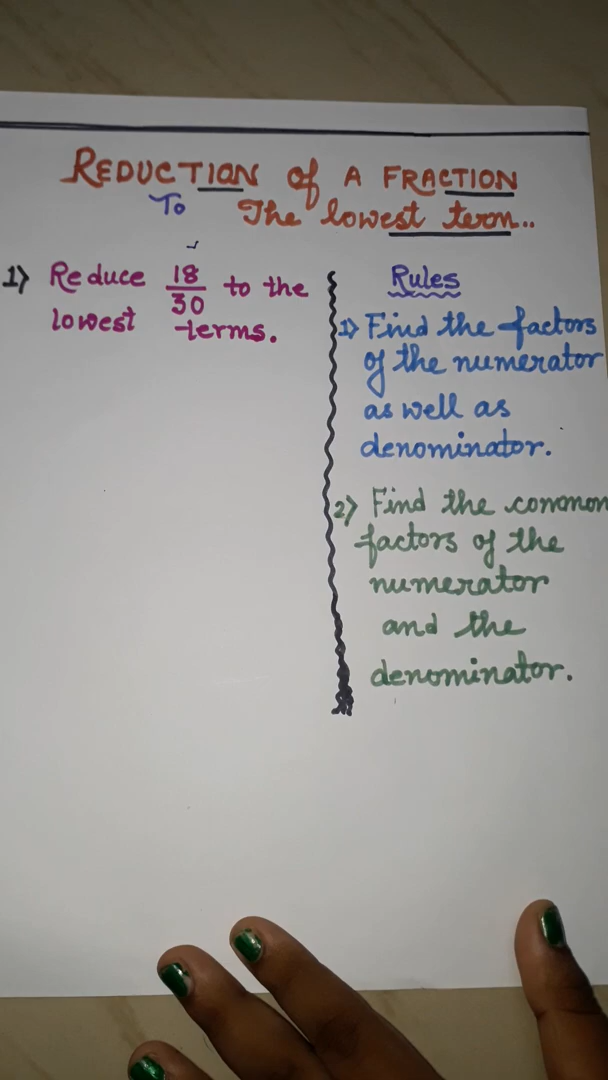 REDUCTION of A FRACTION
To The lowest term..
1) Reduce 18/30 to the
lowest terms.
Rules
1) Find the factors
of the numerator
as well as
denominator.
2) Find the common
factors of the
numerator
and the
denominator.